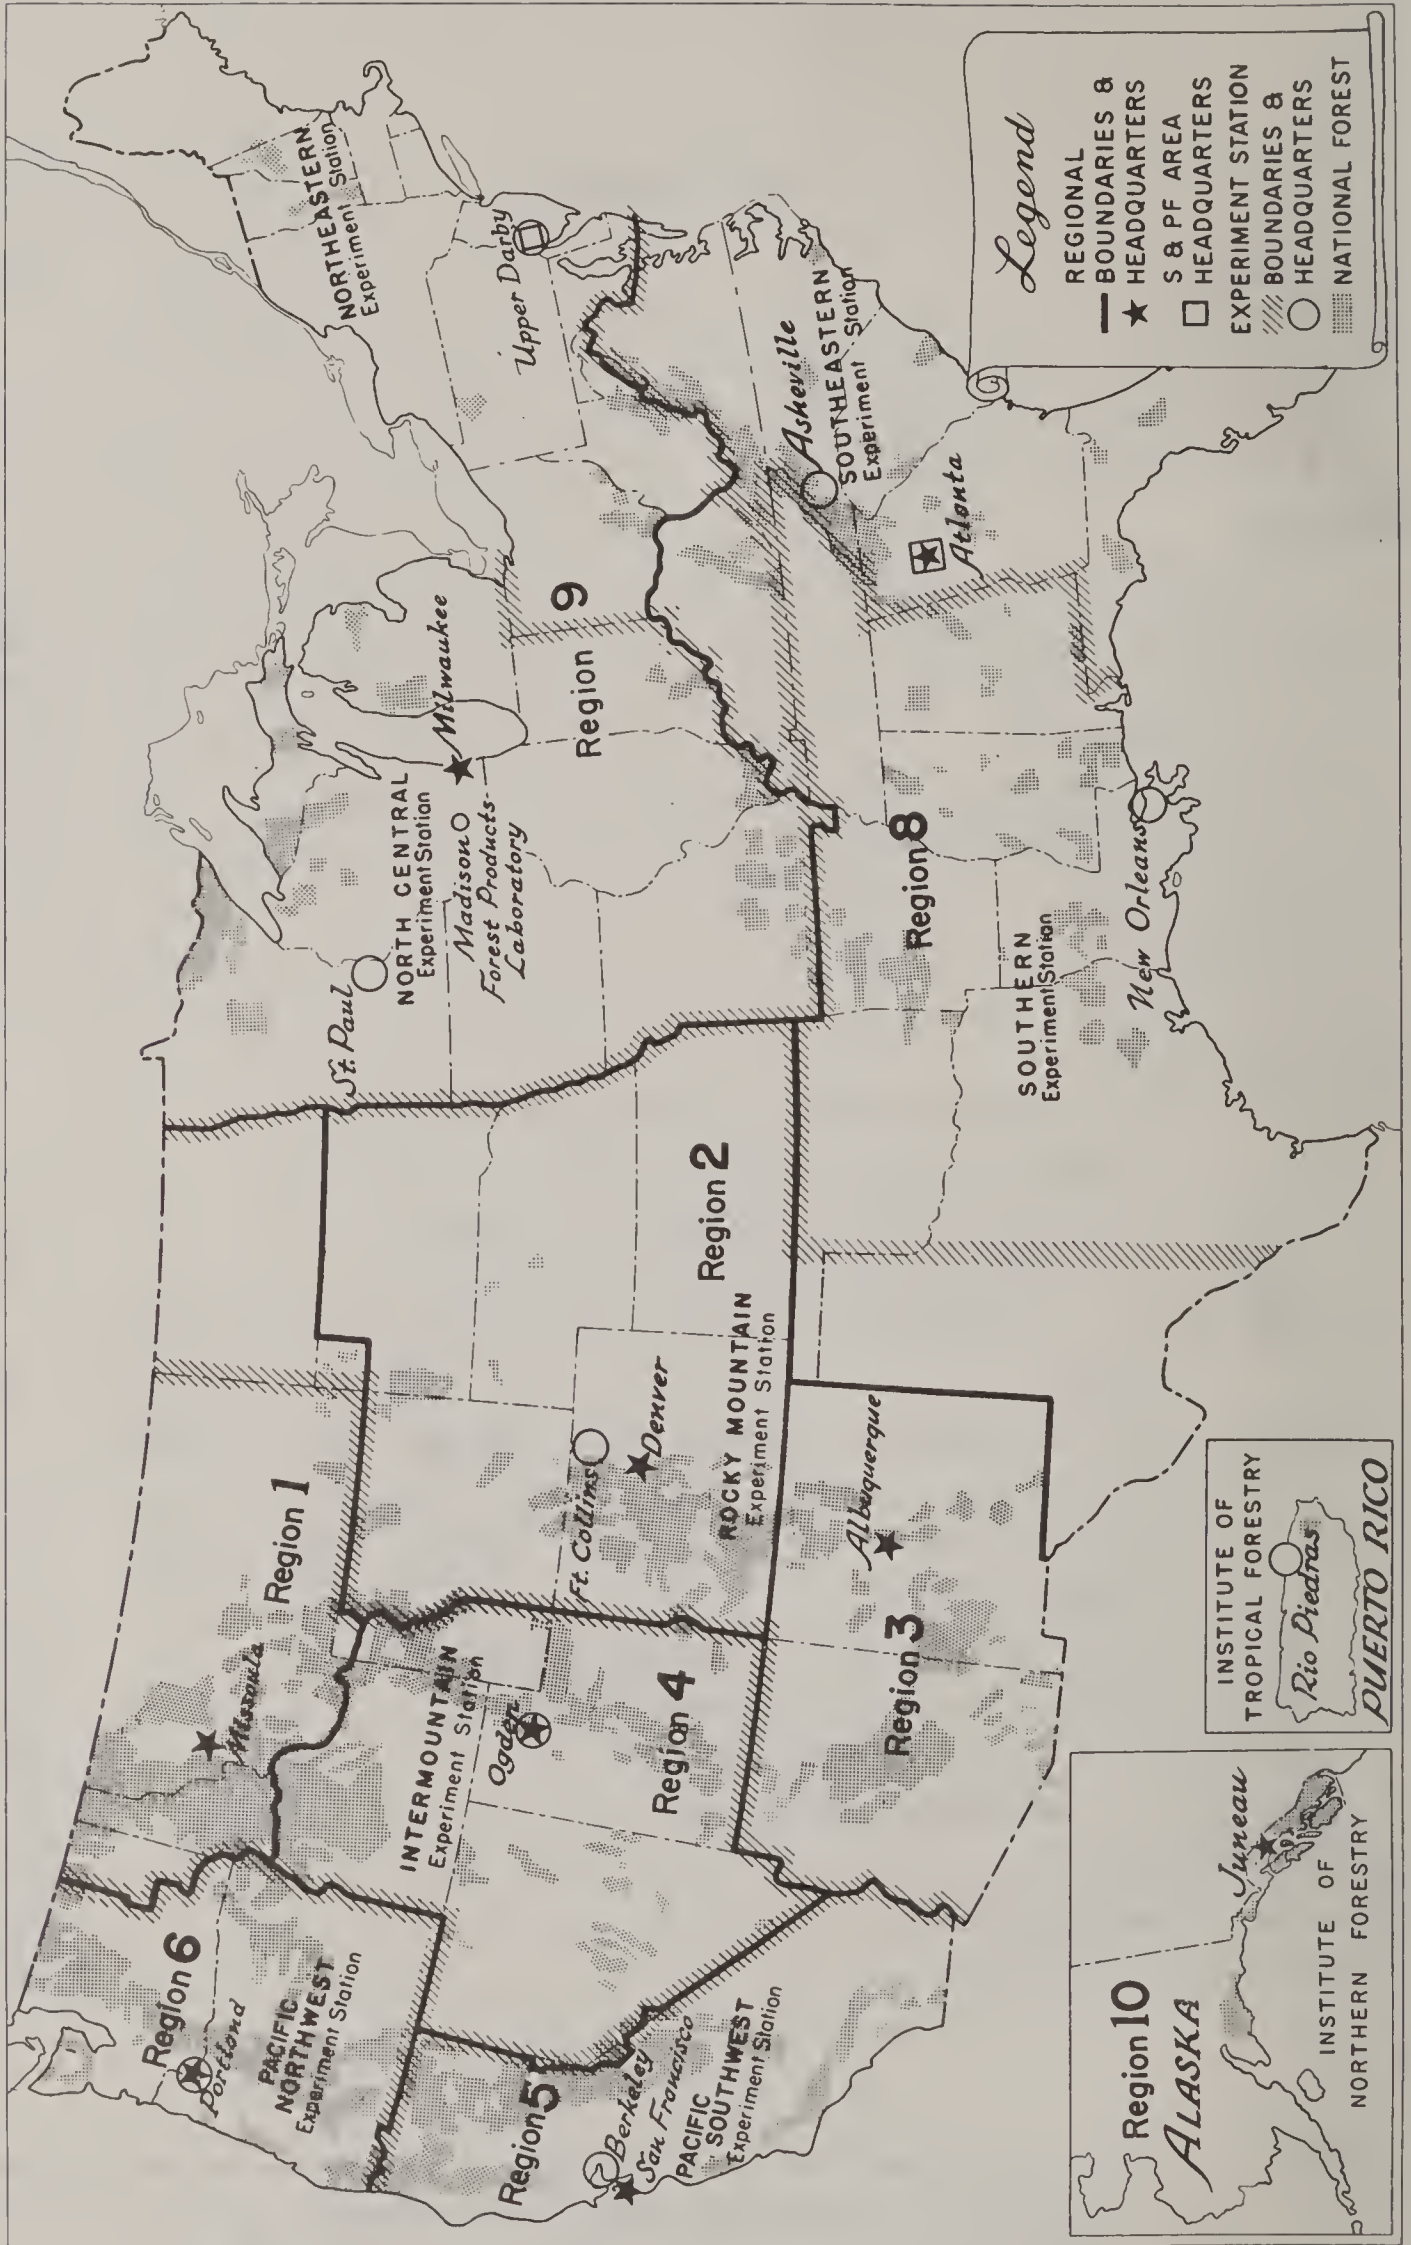 Region 6
Portland
PACIFIC
NORTHWEST
Experiment Station
Missoula
Region 1
INTERMOUNTAIN
Experiment Station
Ogden
Region 4
Region 5
Berkeley
San Francisco
PACIFIC
SOUTHWEST
Experiment Station
Ft. Collins
Denver
ROCKY MOUNTAIN
Experiment Station
Region 2
Albuquerque
Region 3
St. Paul
NORTH CENTRAL
Experiment Station
Madison
Forest Products
Laboratory
Milwaukee
Region 9
NORTHEASTERN
Experiment Station
Upper Darby
Asheville
SOUTHEASTERN
Experiment Station
Atlanta
Region 8
SOUTHERN
Experiment Station
New Orleans
Region 10
ALASKA
Juneau
INSTITUTE OF
NORTHERN FORESTRY
INSTITUTE OF
TROPICAL FORESTRY
Rio Piedras
PUERTO RICO
Legend
REGIONAL
BOUNDARIES &
HEADQUARTERS
S & PF AREA
HEADQUARTERS
EXPERIMENT STATION
BOUNDARIES &
HEADQUARTERS
NATIONAL FOREST